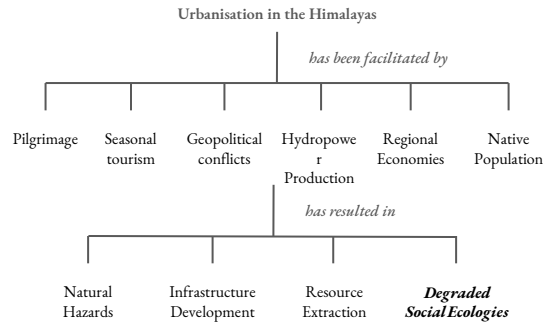 Urbanisation in the Himalayas
has been facilitated by
Pilgrimage
Seasonal
tourism
Geopolitical
conflicts
Hydropowe
r
Production
Regional
Economies
Native
Population
has resulted in
Natural
Hazards
Infrastructure
Development
Resource
Extraction
Degraded
Social Ecologies